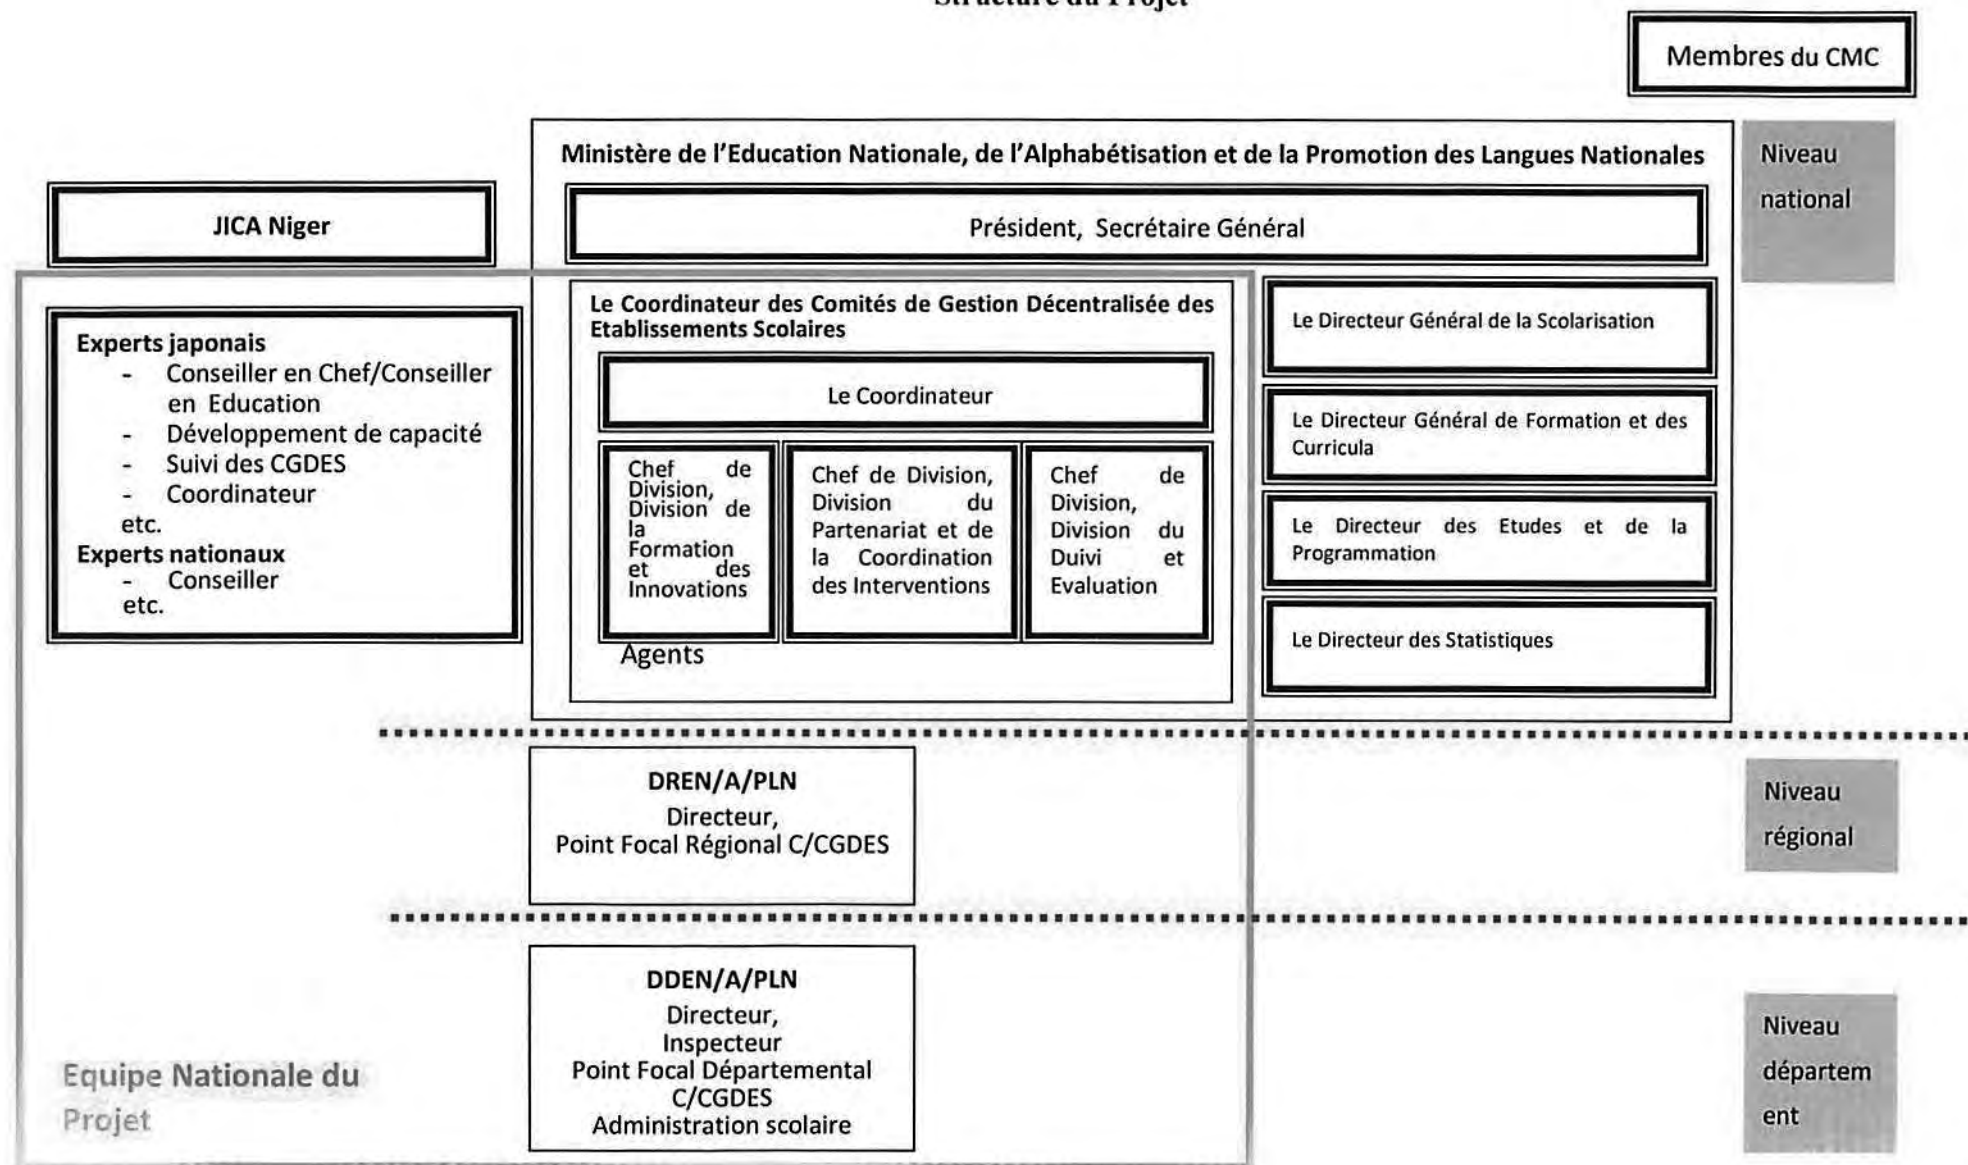 Structure du Projet
Membres du CMC
Ministère de l'Education Nationale, de l'Alphabétisation et de la Promotion des Langues Nationales
Niveau
national
JICA Niger
Président, Secrétaire Général
Experts japonais
- Conseiller en Chef/Conseiller
en Education
- Développement de capacité
- Suivi des CGDES
- Coordinateur
etc.
Experts nationaux
- Conseiller
etc.
Le Coordinateur des Comités de Gestion Décentralisée des
Etablissements Scolaires
Le Coordinateur
Chef de
Division,
Division de
la
Formation
et des
Innovations
Chef de Division,
Division du
Partenariat et de
la Coordination
des Interventions
Chef de
Division,
Division du
Duivi et
Evaluation
Agents
Le Directeur Général de la Scolarisation
Le Directeur Général de Formation et des
Curricula
Le Directeur des Etudes et de la
Programmation
Le Directeur des Statistiques
DREN/A/PLN
Directeur,
Point Focal Régional C/CGDES
Niveau
régional
DDEN/A/PLN
Directeur,
Inspecteur
Point Focal Départemental
C/CGDES
Administration scolaire
Niveau
départem
ent
Equipe Nationale du
Projet